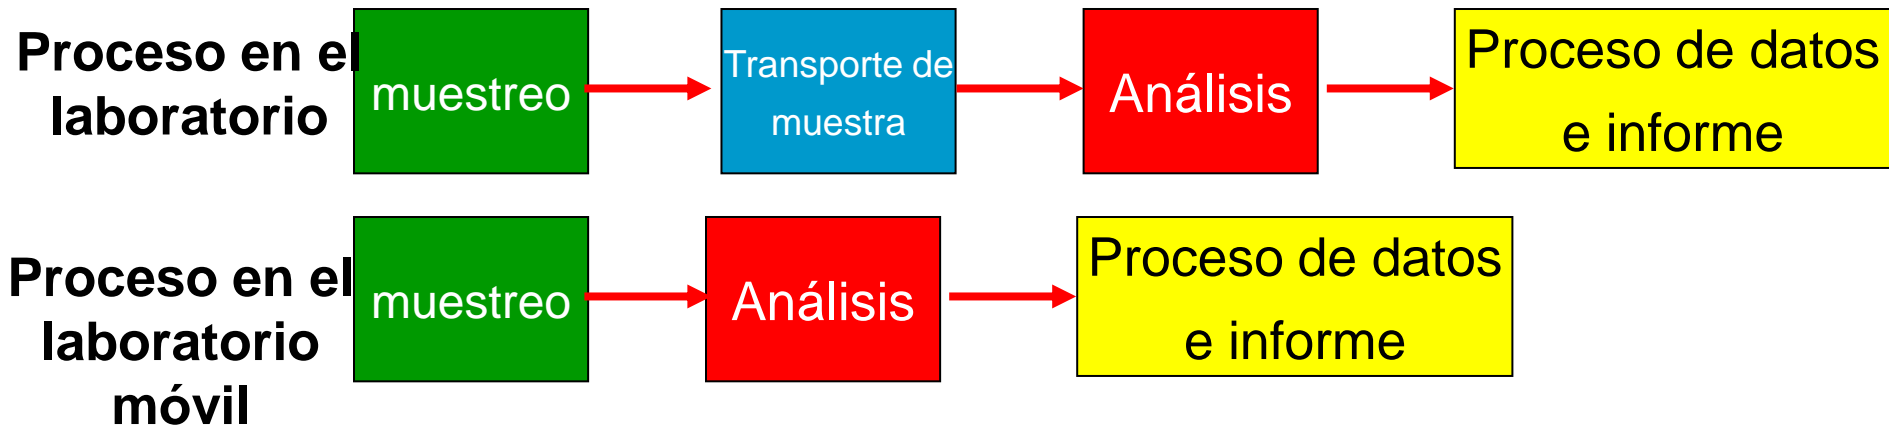 Proceso en el
laboratorio
muestreo
Transporte de
muestra
Análisis
Proceso de datos
e informe
Proceso en el
laboratorio
móvil
muestreo
Análisis
Proceso de datos
e informe